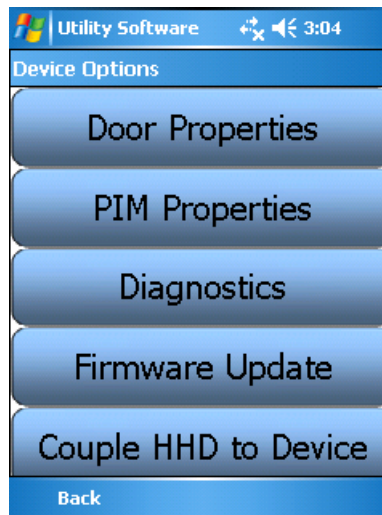 Utility Software 3:04
Device Options
Door Properties
PIM Properties
Diagnostics
Firmware Update
Couple HHD to Device
Back